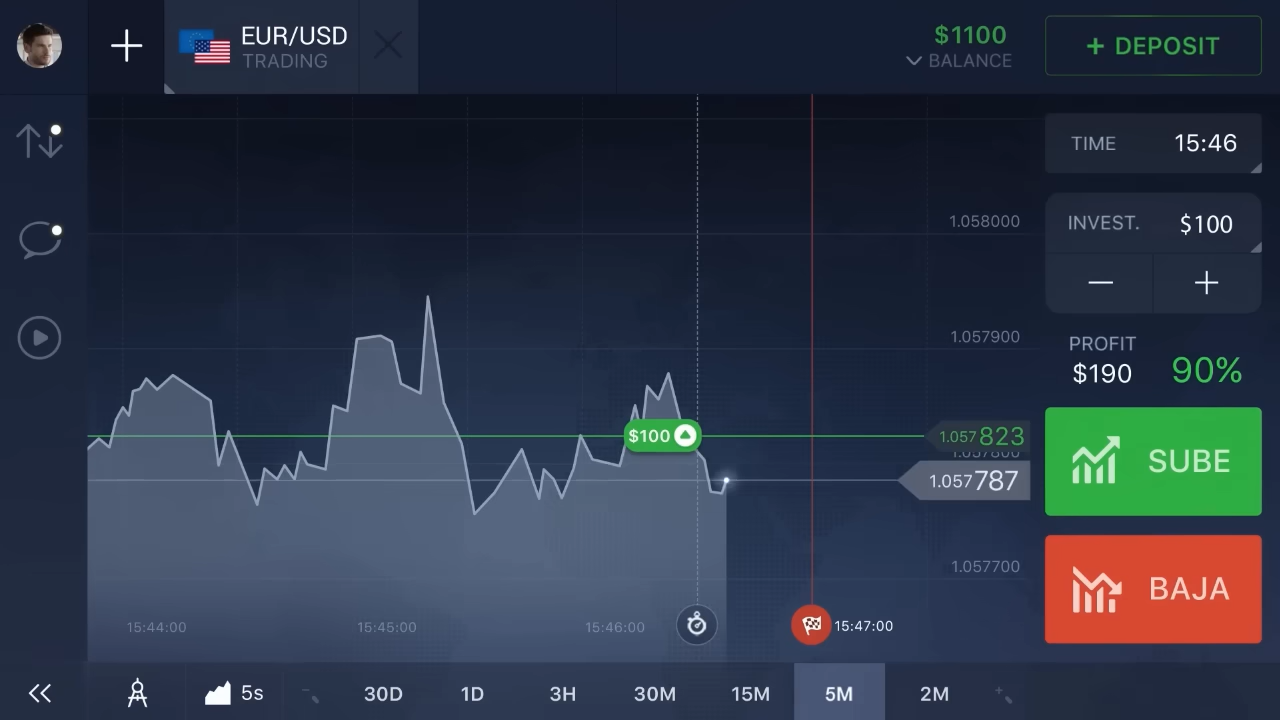 EUR/USD
TRADING
$1100
BALANCE
+ DEPOSIT
TIME 15:46
INVEST. $100
PROFIT
$190 90%
SUBE
BAJA
1.058000
1.057900
$100
1.057823
1.057800
1.057787
1.057700
15:44:00 15:45:00 15:46:00 15:47:00
5s 30D 1D 3H 30M 15M 5M 2M